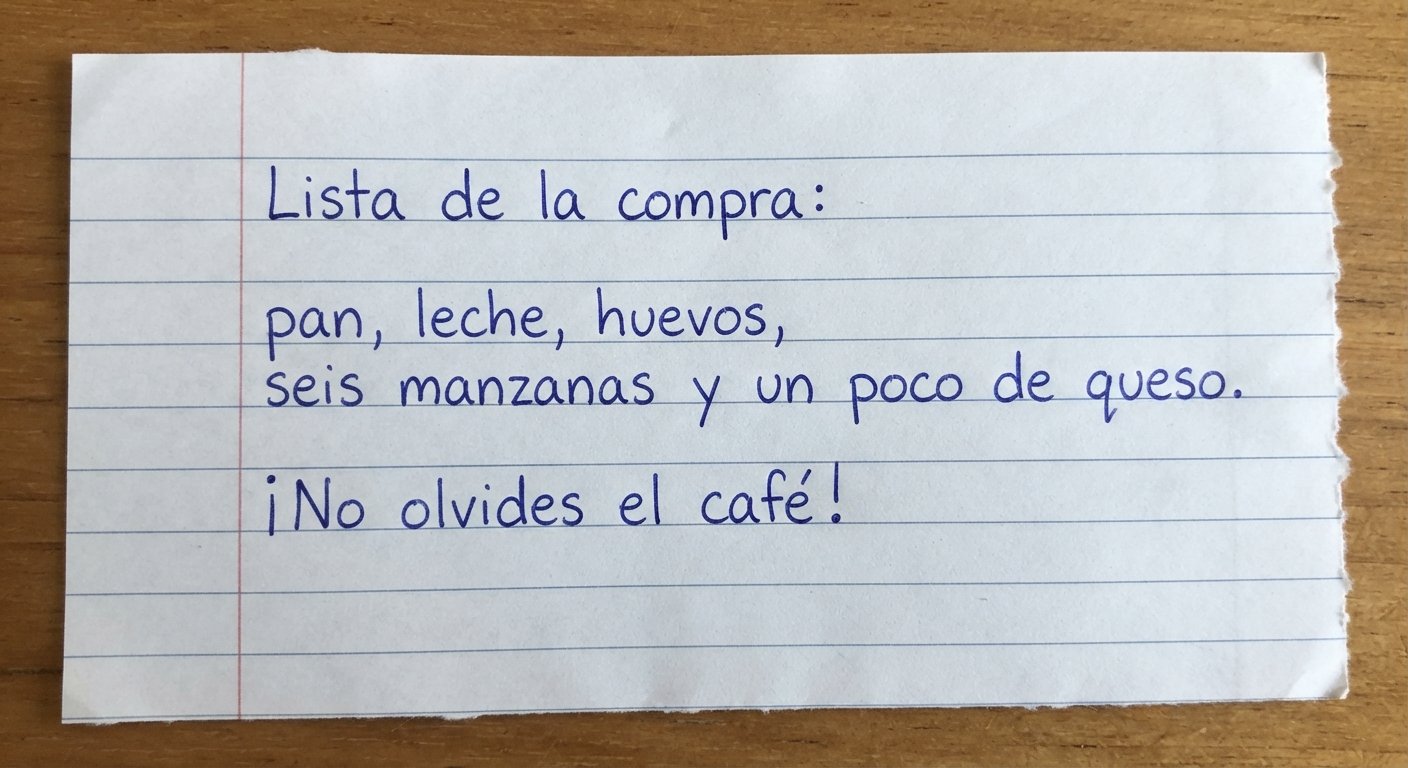 Lista de la compra:
pan, leche, huevos,
seis manzanas y un poco de queso.
¡No olvides el café!